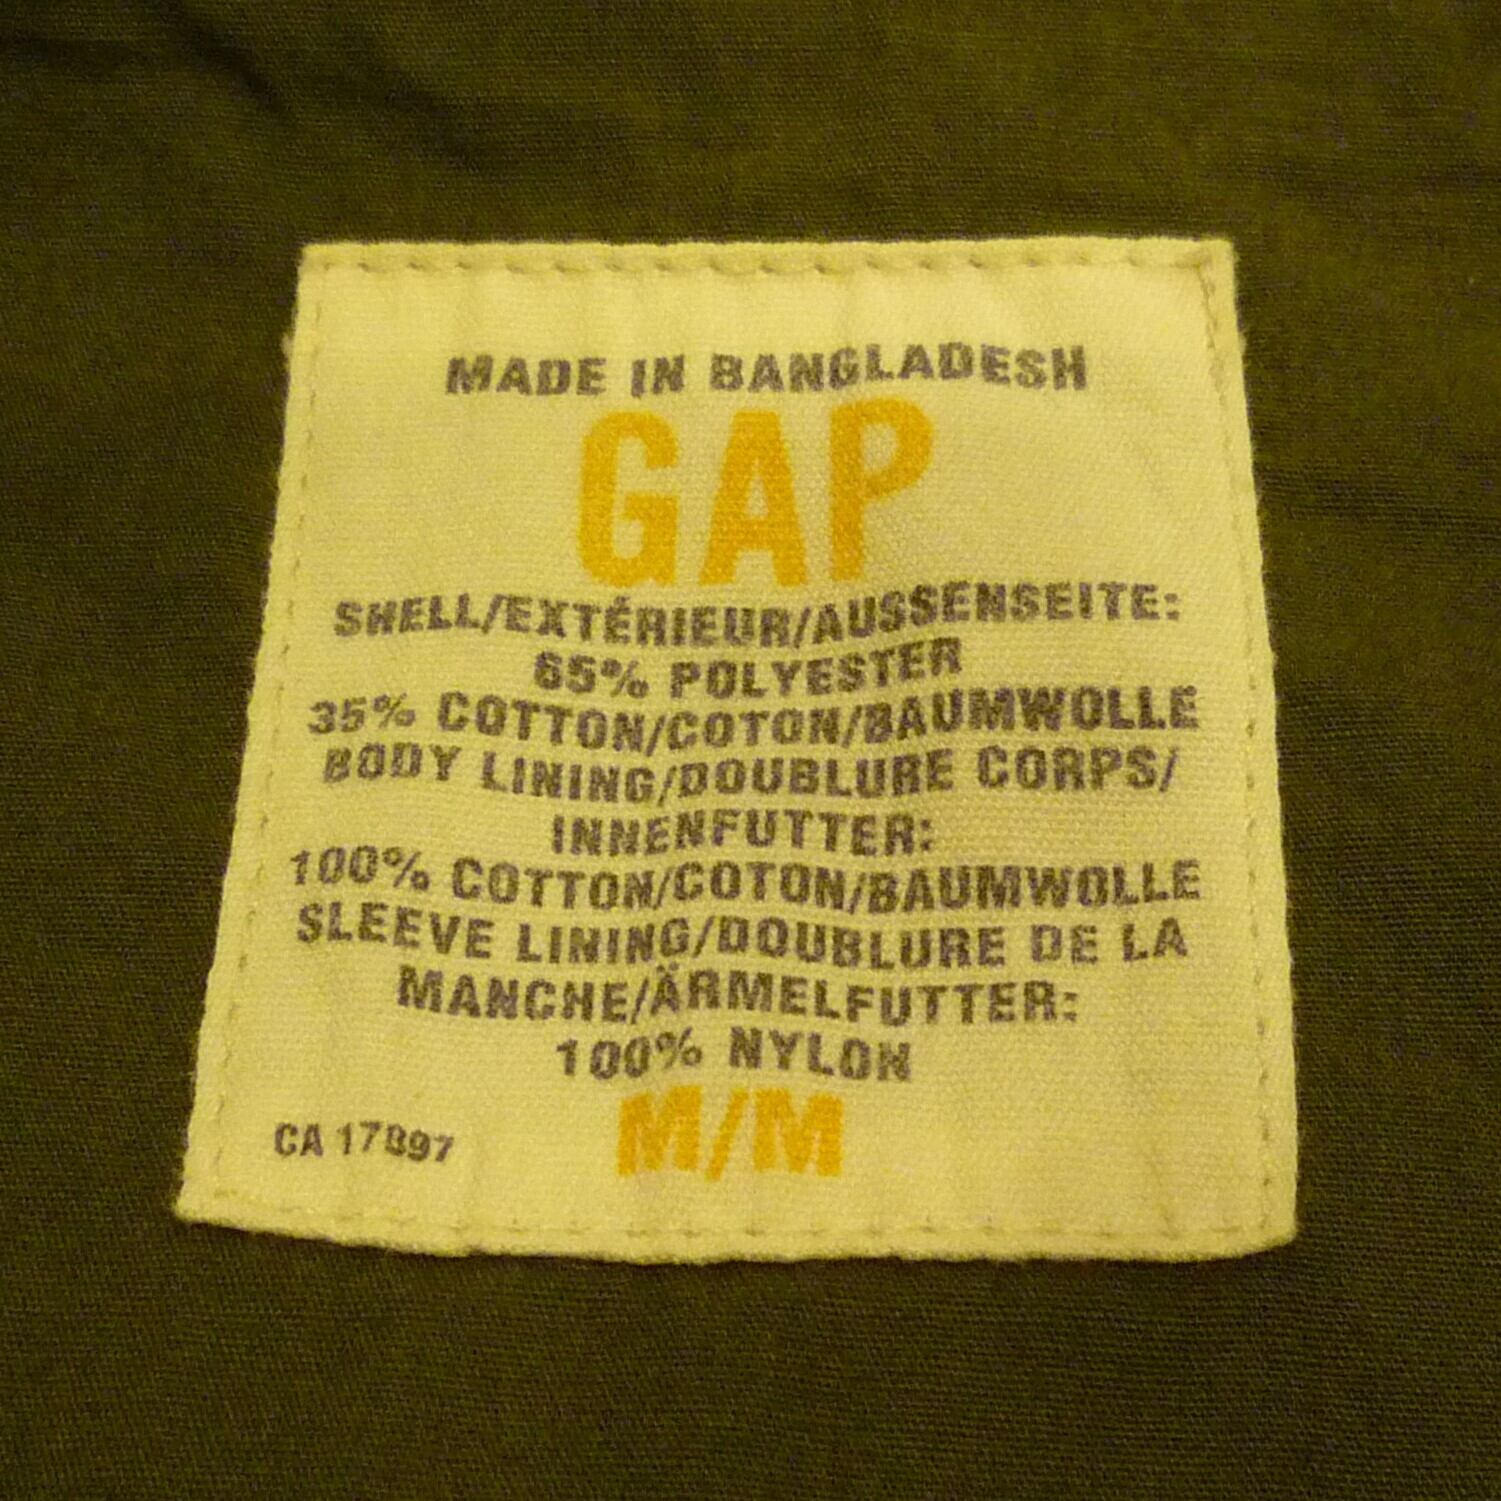 MADE IN BANGLADESH
GAP
SHELL/EXTÉRIEUR/AUSSENSEITE:
65% POLYESTER
35% COTTON/COTON/BAUMWOLLE
BODY LINING/DOUBLURE CORPS/
INNENFUTTER:
100% COTTON/COTON/BAUMWOLLE
SLEEVE LINING/DOUBLURE DE LA
MANCHE/ÄRMELFUTTER:
100% NYLON
M/M
CA 17897